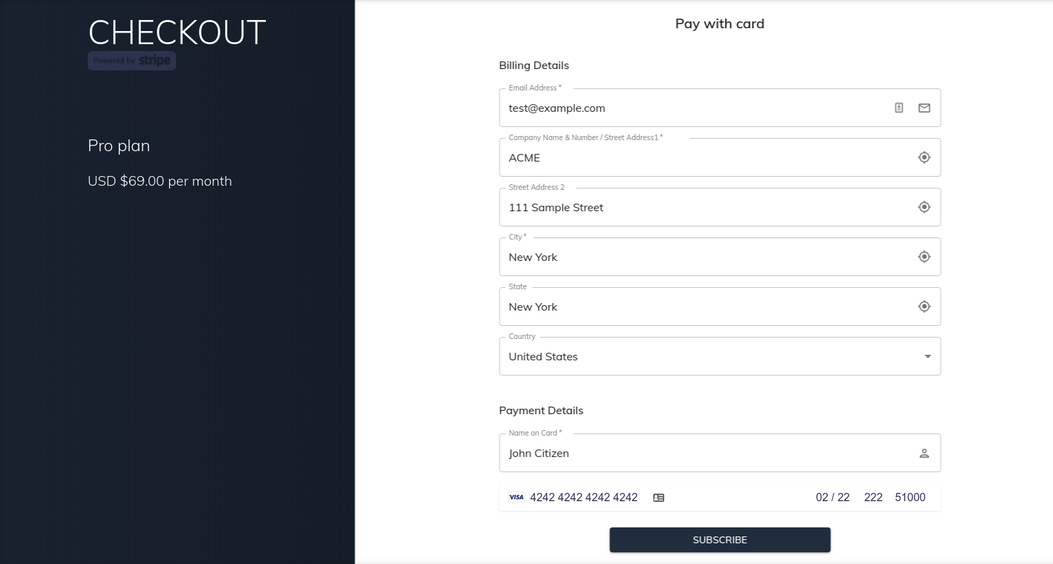 CHECKOUT
Powered by stripe
Pro plan
USD $69.00 per month
Pay with card
Billing Details
Email Address *
test@example.com
Company Name & Number / Street Address1 *
ACME
Street Address 2
111 Sample Street
City *
New York
State
New York
Country
United States
Payment Details
Name on Card *
John Citizen
VISA 4242 4242 4242 4242 02 / 22 222 51000
SUBSCRIBE